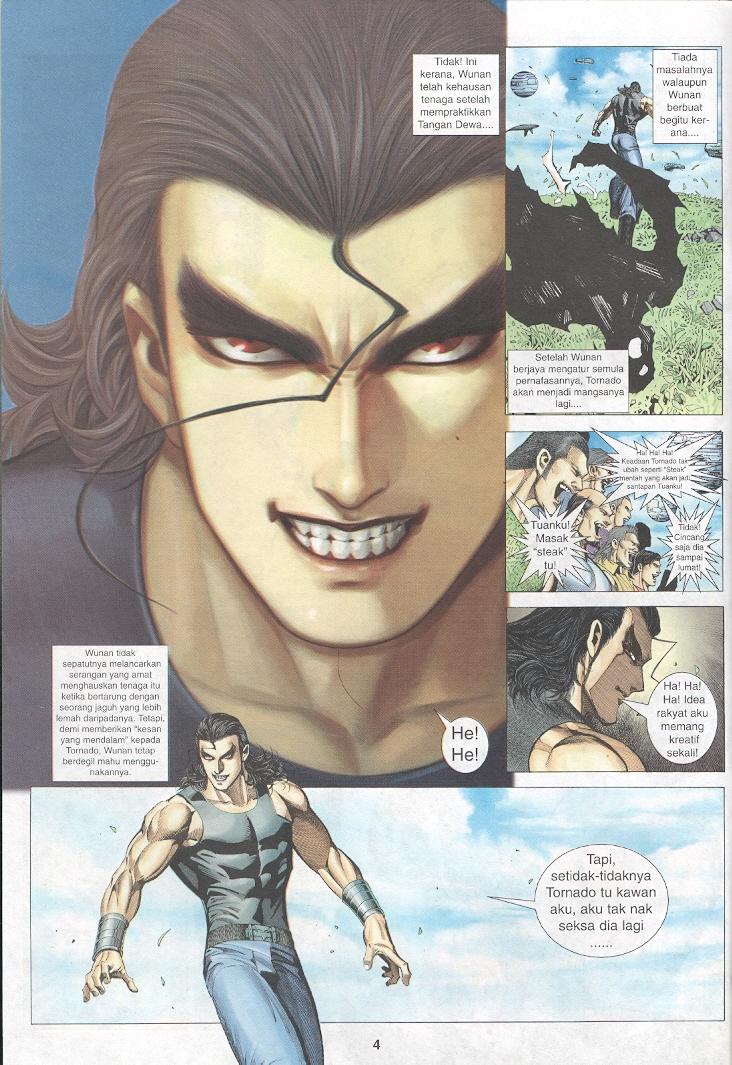 Tidak! Ini
kerana, Wunan
telah kehausan
tenaga setelah
mempraktikkan
Tangan Dewa....
Tiada
masalahnya
walaupun
Wunan
berbuat
begitu ker-
ana....
Setelah Wunan
berjaya mengatur semula
pernafasannya, Tornado
akan menjadi mangsanya
lagi....
Ha! Ha! Ha!
Keadaan Tornado tak
ubah seperti "Steak"
mentah yang akan jadi
santapan Tuanku!
Tuanku!
Masak
"steak"
tu!
Tidak!
Cincang
saja dia
sampai
lumat!
Ha! Ha!
Ha! Idea
rakyat aku
memang
kreatif
sekali!
Wunan tidak
sepatutnya melancarkan
serangan yang amat
menghauskan tenaga itu
ketika bertarung dengan
seorang jaguh yang lebih
lemah daripadanya. Tetapi,
demi memberikan "kesan
yang mendalam" kepada
Tornado, Wunan tetap
berdegil mahu menggu-
nakannya.
He!
He!
Tapi,
setidak-tidaknya
Tornado tu kawan
aku, aku tak nak
seksa dia lagi
......
4